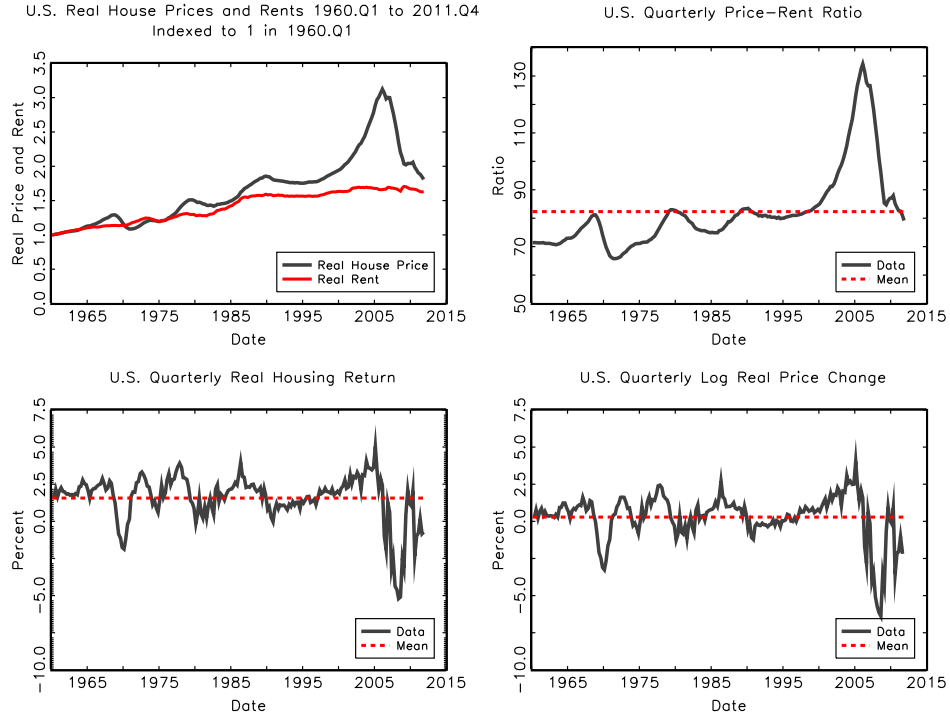 U.S. Real House Prices and Rents 1960.Q1 to 2011.Q4
Indexed to 1 in 1960.Q1
Real Price and Rent
3.5
3.0
2.5
2.0
1.5
1.0
0.5
0.0
Real House Price
Real Rent
1965 1975 1985 1995 2005 2015
Date
U.S. Quarterly Price-Rent Ratio
Ratio
130
110
90
70
50
Data
Mean
1965 1975 1985 1995 2005 2015
Date
U.S. Quarterly Real Housing Return
Percent
7.5
5.0
2.5
0.0
-5.0
-10.0
Data
Mean
1965 1975 1985 1995 2005 2015
Date
U.S. Quarterly Log Real Price Change
Percent
7.5
5.0
2.5
0.0
-5.0
-10.0
Data
Mean
1965 1975 1985 1995 2005 2015
Date